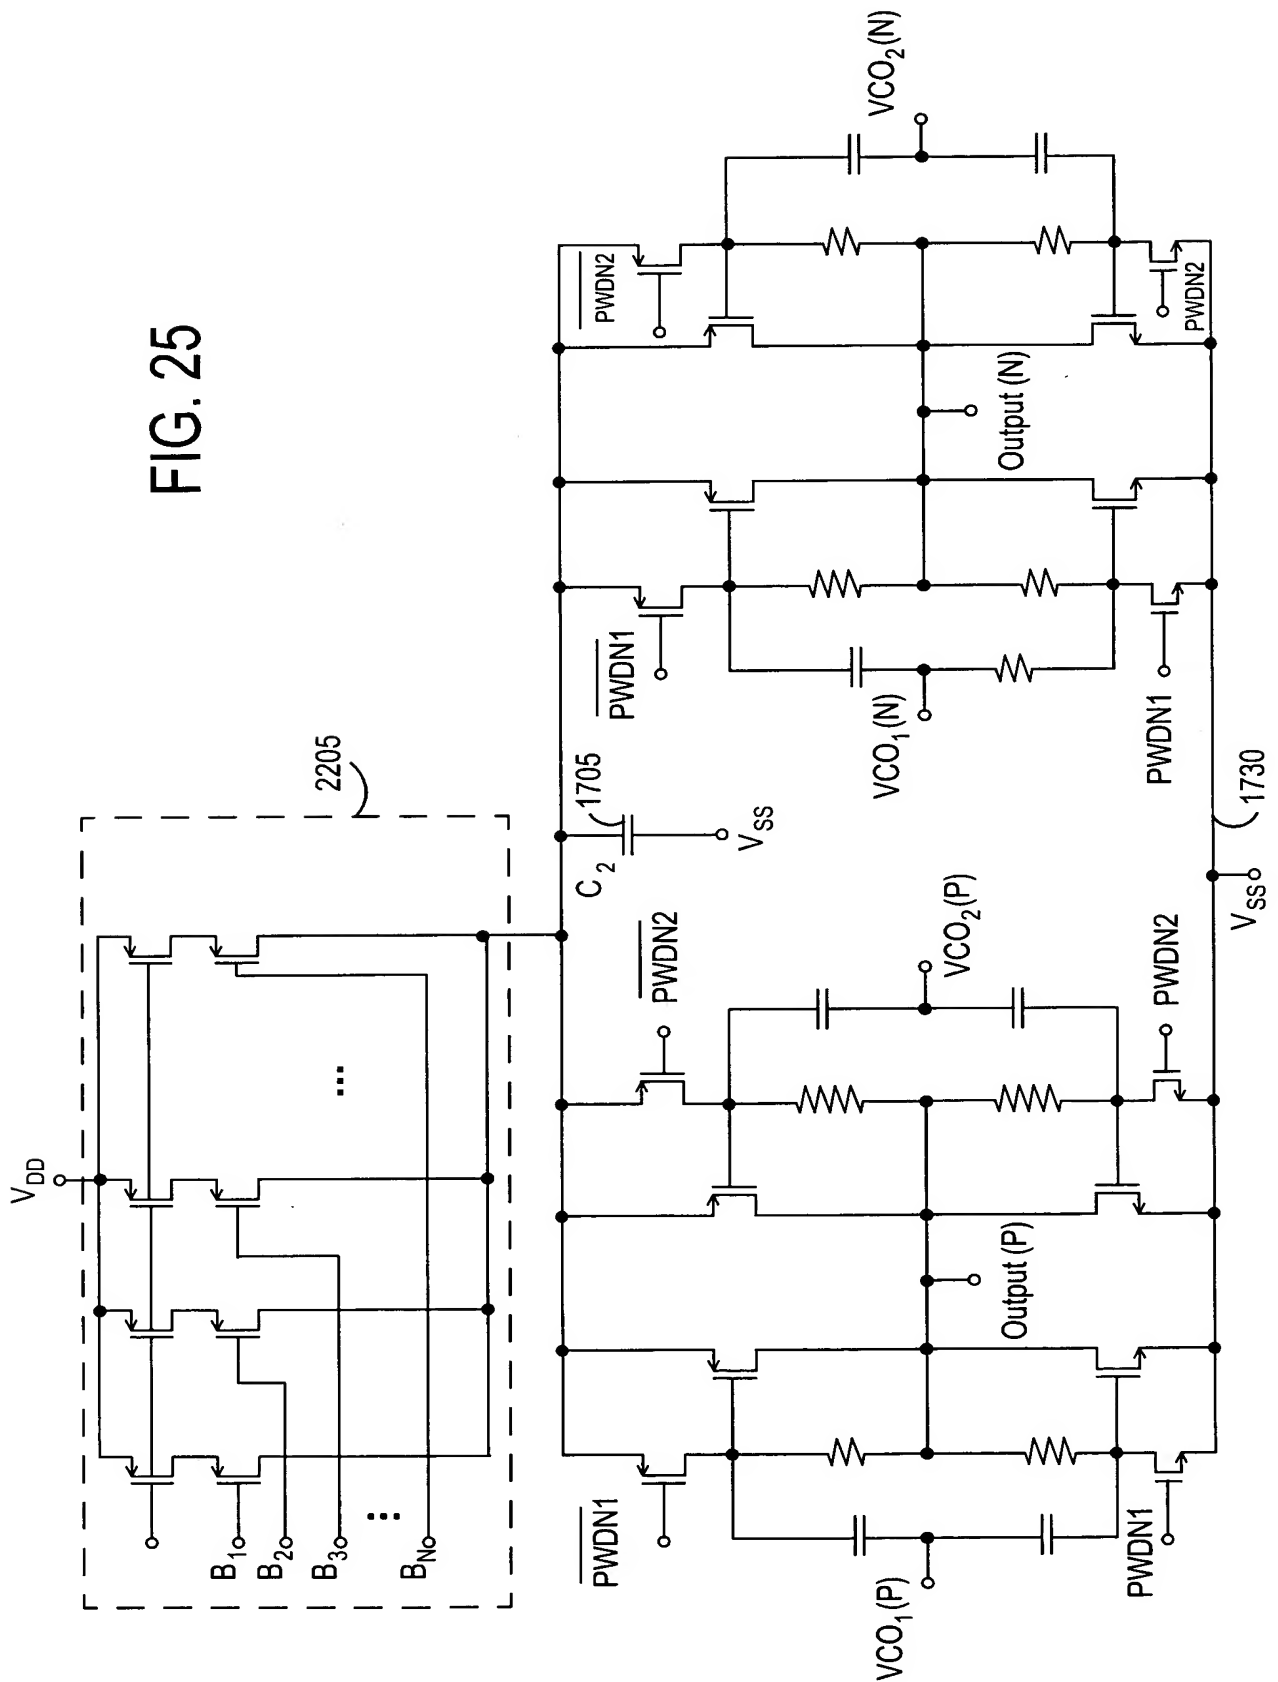 FIG. 25
2205
V_DD
B_1
B_2
B_3
...
B_N
...
C_2
1705
V_SS
PWDN1
PWDN2
PWDN1
PWDN2
VCO_1(P)
Output (P)
VCO_2(P)
VCO_1(N)
Output (N)
VCO_2(N)
PWDN1
PWDN2
PWDN1
PWDN2
V_SS
1730